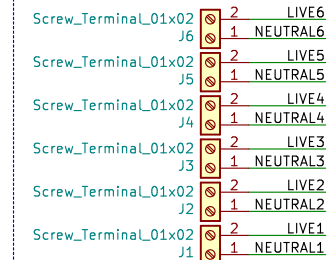 Screw_Terminal_01x02 2 LIVE6
J6 1 NEUTRAL6
Screw_Terminal_01x02 2 LIVE5
J5 1 NEUTRAL5
Screw_Terminal_01x02 2 LIVE4
J4 1 NEUTRAL4
Screw_Terminal_01x02 2 LIVE3
J3 1 NEUTRAL3
Screw_Terminal_01x02 2 LIVE2
J2 1 NEUTRAL2
Screw_Terminal_01x02 2 LIVE1
J1 1 NEUTRAL1